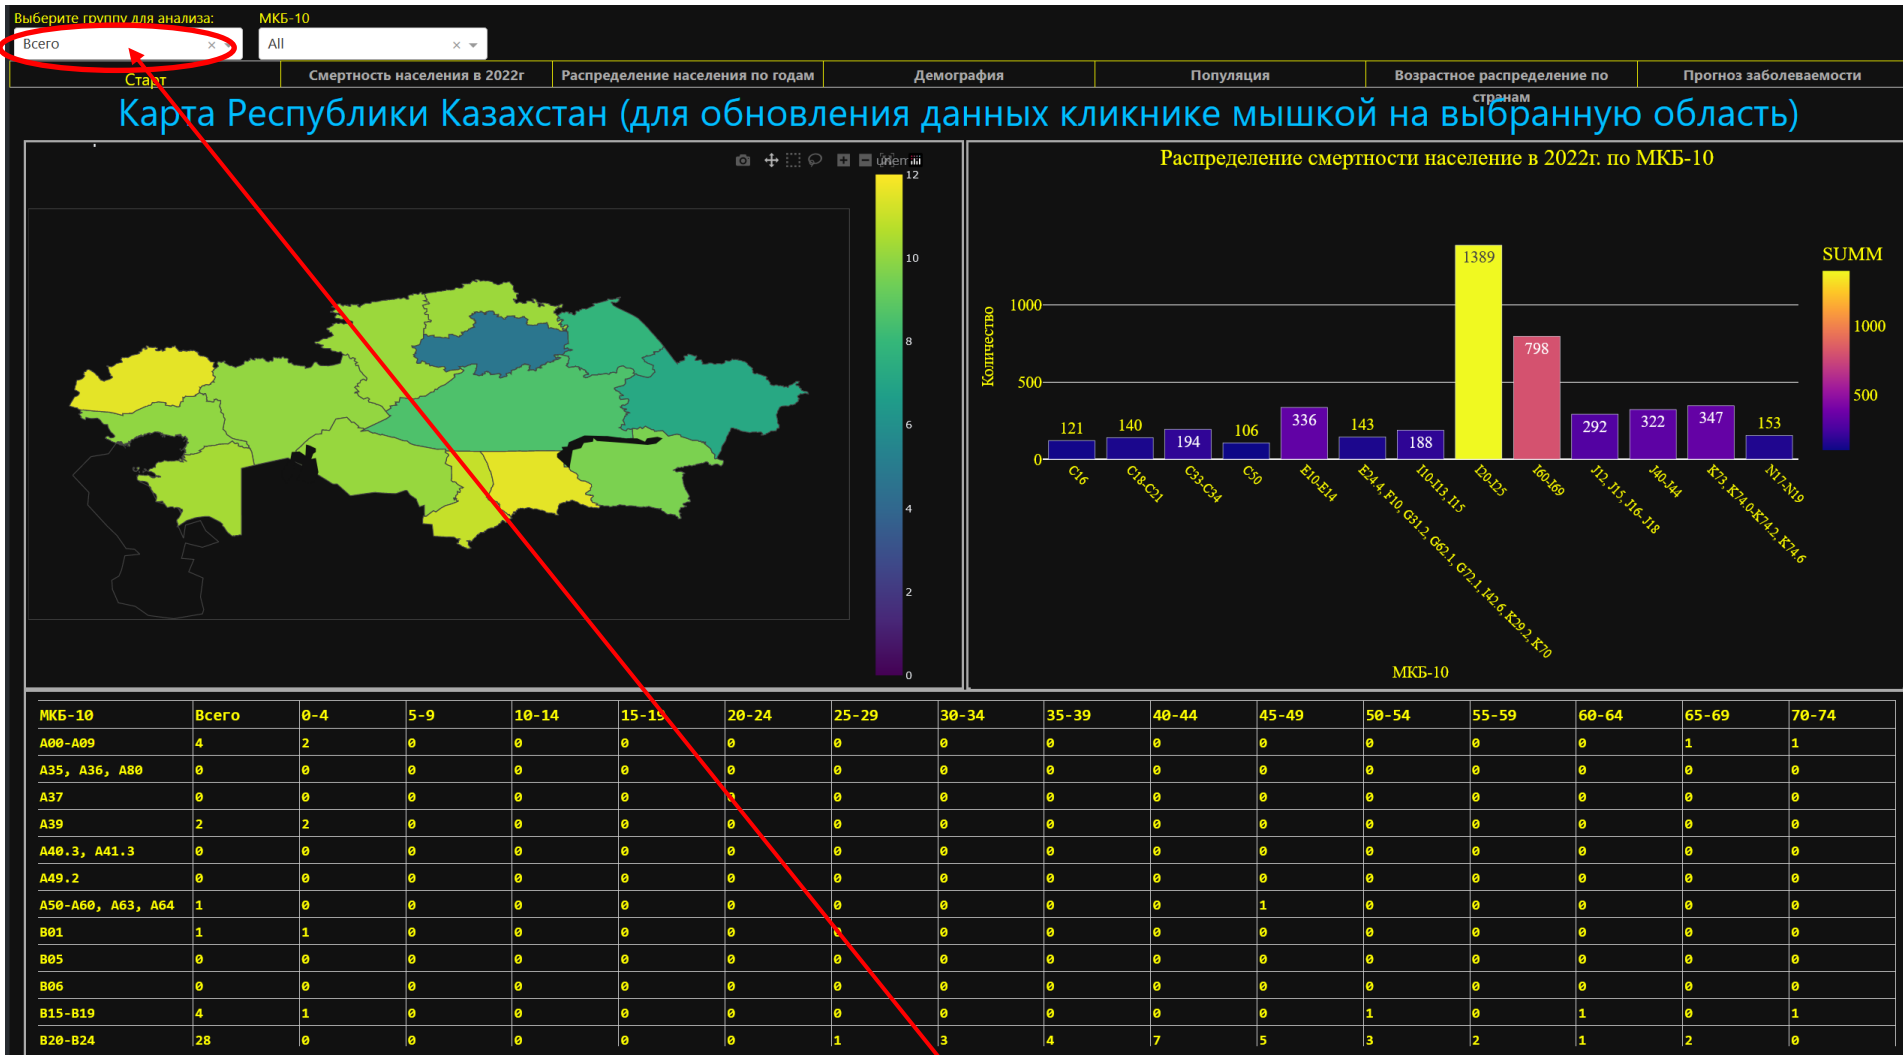 Выберите группу для анализа: МКБ-10
Всего All
Старт Смертность населения в 2022г Распределение населения по годам Демография Популяция Возрастное распределение по странам Прогноз заболеваемости
Карта Республики Казахстан (для обновления данных кликнике мышкой на выбранную область)
12
10
8
6
4
2
0
Распределение смертности население в 2022г. по МКБ-10
Количество
1000
500
0
121 140 194 106 336 143 188 1389 798 292 322 347 153
C16
C18-C21
C33-C34
C50
E10-E14
E24.4, F10, G31.2, G62.1, G72.1, I42.6, K29.2, K70
I10-I13, I15
I20-I25
I60-I69
J12, J15, J16- J18
J40-J44
K73, K74.0-K74.2, K74.6
N17-N19
МКБ-10
SUMM
1000
500
МКБ-10 Всего 0-4 5-9 10-14 15-19 20-24 25-29 30-34 35-39 40-44 45-49 50-54 55-59 60-64 65-69 70-74
A00-A09 4 2 0 0 0 0 0 0 0 0 0 0 0 0 1 1
A35, A36, A80 0 0 0 0 0 0 0 0 0 0 0 0 0 0 0 0
A37 0 0 0 0 0 0 0 0 0 0 0 0 0 0 0 0
A39 2 2 0 0 0 0 0 0 0 0 0 0 0 0 0 0
A40.3, A41.3 0 0 0 0 0 0 0 0 0 0 0 0 0 0 0 0
A49.2 0 0 0 0 0 0 0 0 0 0 0 0 0 0 0 0
A50-A60, A63, A64 1 0 0 0 0 0 0 0 0 0 1 0 0 0 0 0
B01 1 1 0 0 0 0 0 0 0 0 0 0 0 0 0 0
B05 0 0 0 0 0 0 0 0 0 0 0 0 0 0 0 0
B06 0 0 0 0 0 0 0 0 0 0 0 0 0 0 0 0
B15-B19 4 1 0 0 0 0 0 0 0 0 0 1 0 1 0 1
B20-B24 28 0 0 0 0 0 1 3 4 7 5 3 2 1 2 0